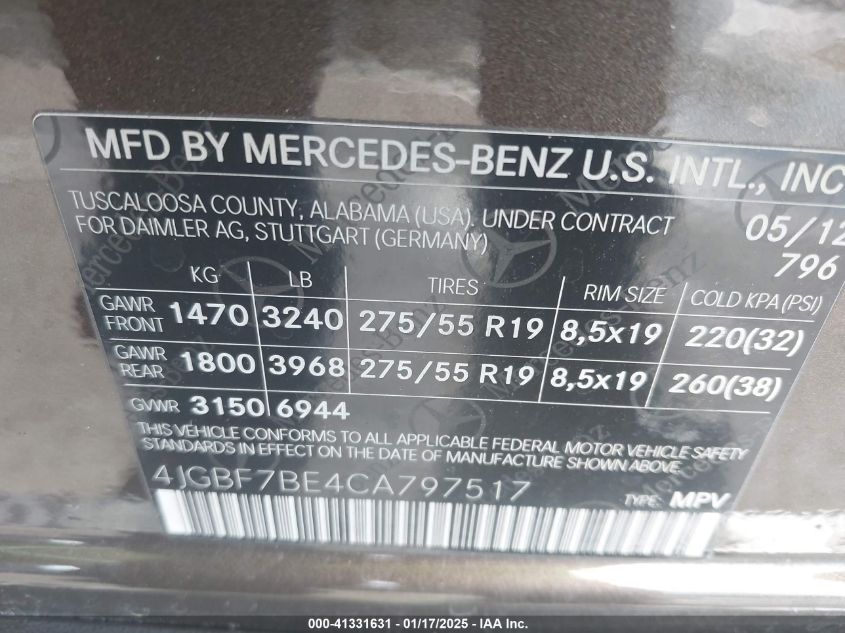 MFD BY MERCEDES-BENZ U.S. INTL., INC
TUSCALOOSA COUNTY, ALABAMA (USA). UNDER CONTRACT
FOR DAIMLER AG, STUTTGART (GERMANY)
05/12
796
KG LB TIRES RIM SIZE COLD KPA (PSI)
GAWR FRONT 1470 3240 275/55 R19 8,5x19 220(32)
GAWR REAR 1800 3968 275/55 R19 8,5x19 260(38)
GVWR 3150 6944
THIS VEHICLE CONFORMS TO ALL APPLICABLE FEDERAL MOTOR VEHICLE SAFETY
STANDARDS IN EFFECT ON THE DATE OF MANUFACTURE SHOWN ABOVE.
4JGBF7BE4CA797517
TYPE: MPV
000-41331631 - 01/17/2025 - IAA Inc.